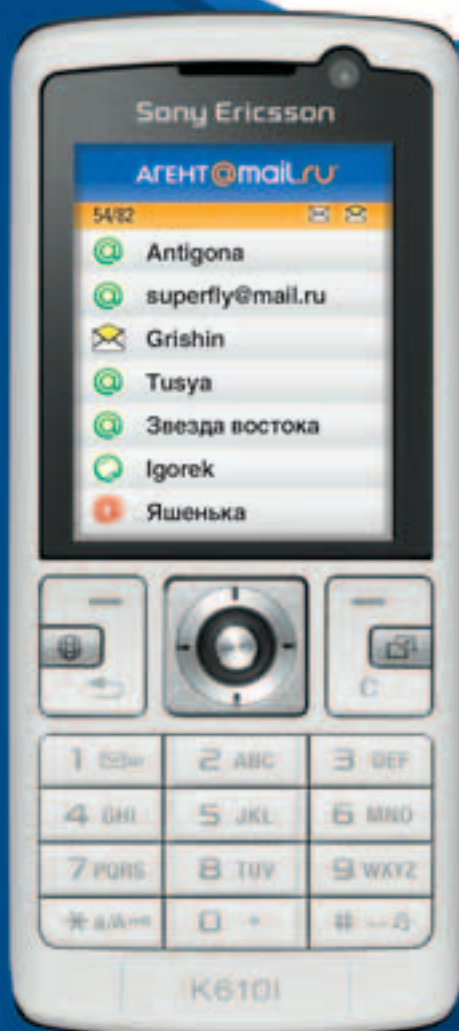 Sony Ericsson
агент@mail.ru
54/82
Antigona
superfly@mail.ru
Grishin
Tusya
Звезда востока
Igorek
Яшенька
C
1
2 ABC
3 DEF
4 GHI
5 JKL
6 MNO
7 PQRS
8 TUV
9 WXYZ
* a/A
0 +
#
K610i